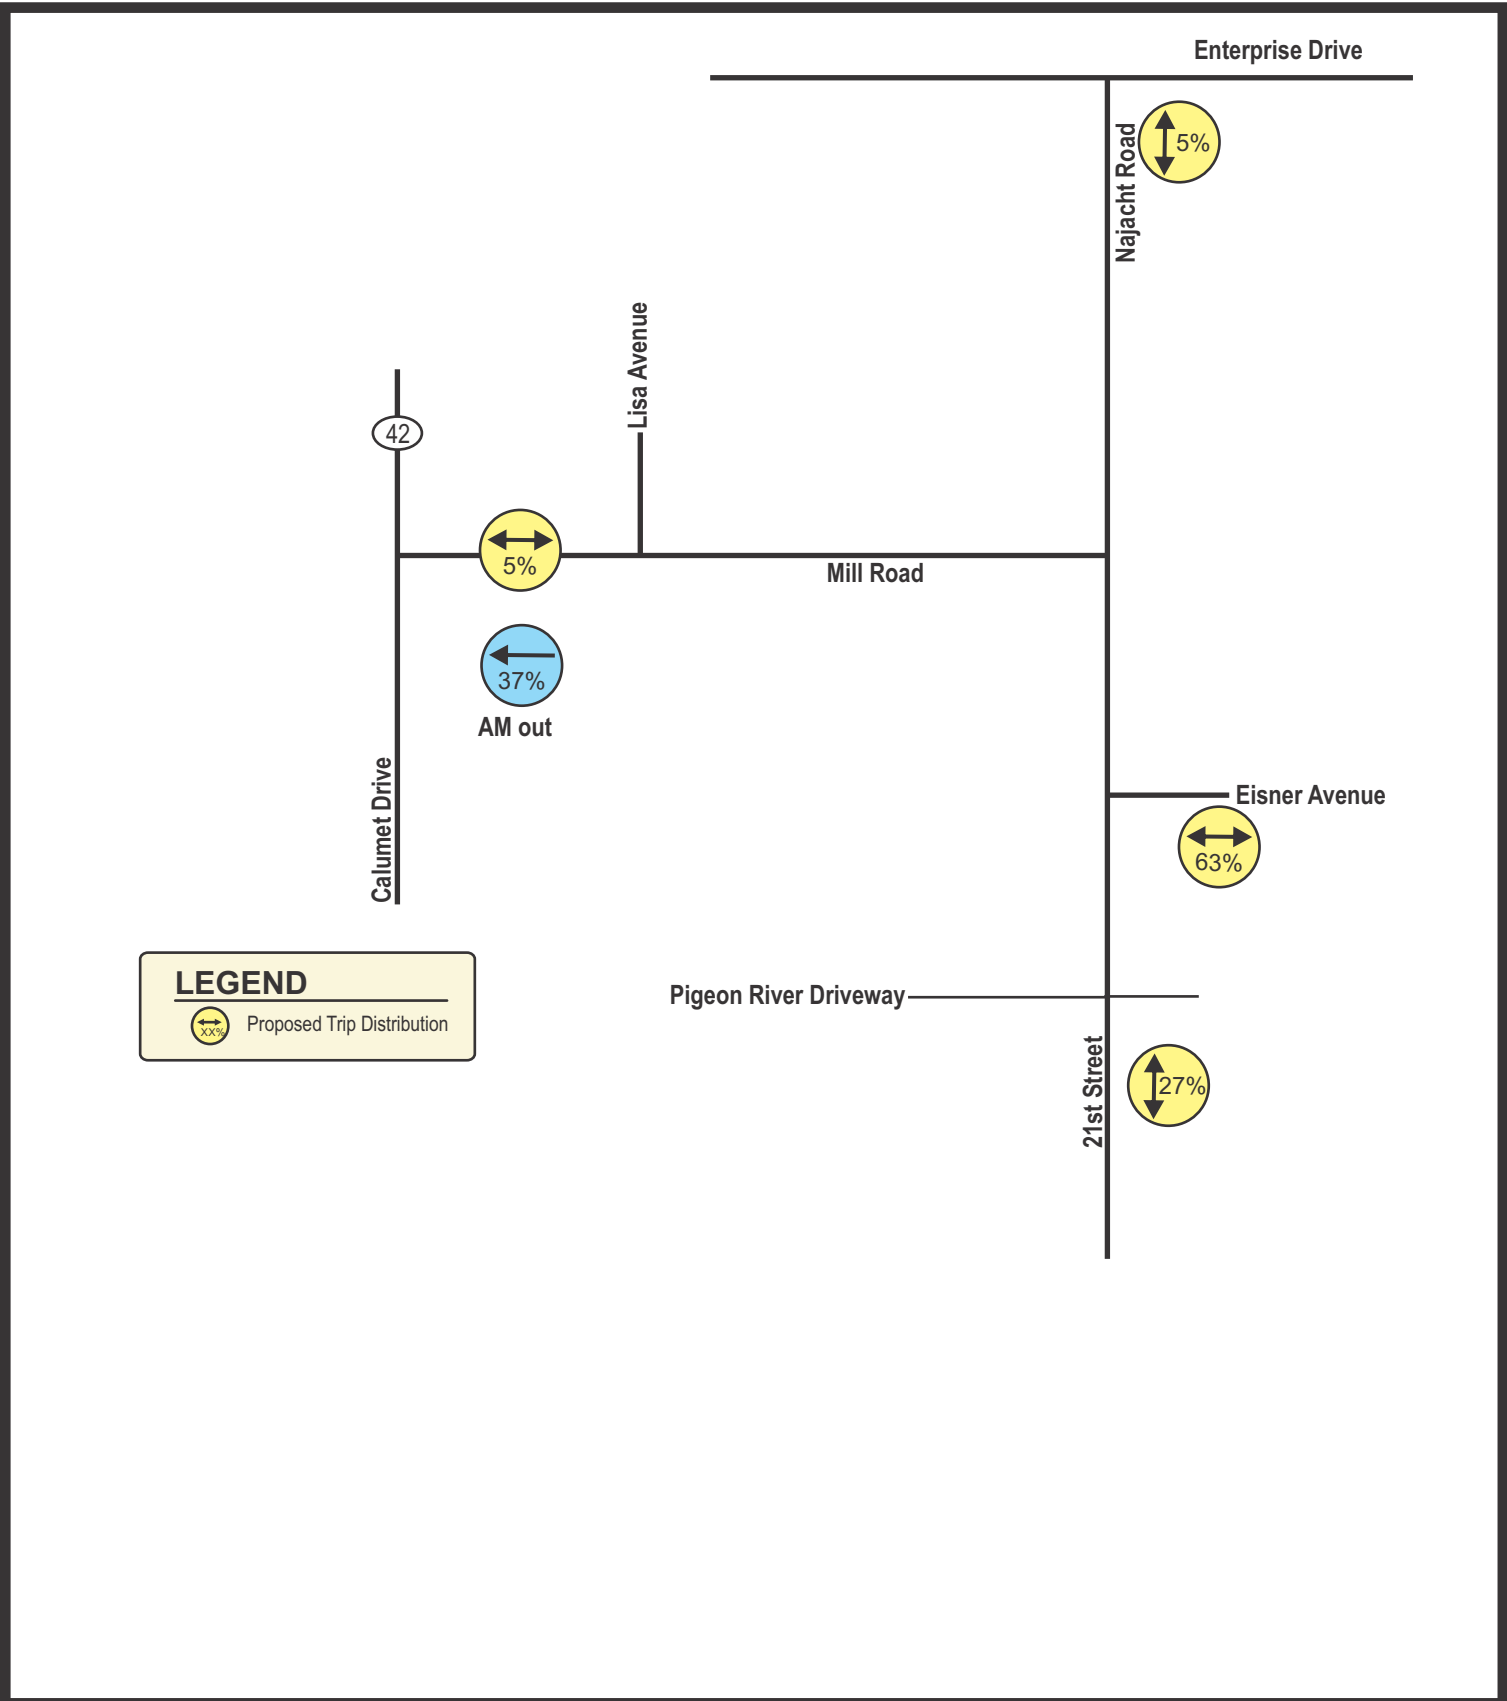 Enterprise Drive
Najacht Road
5%
Lisa Avenue
42
5%
Mill Road
37%
AM out
Calumet Drive
Eisner Avenue
63%
LEGEND
XX%
Proposed Trip Distribution
Pigeon River Driveway
21st Street
27%